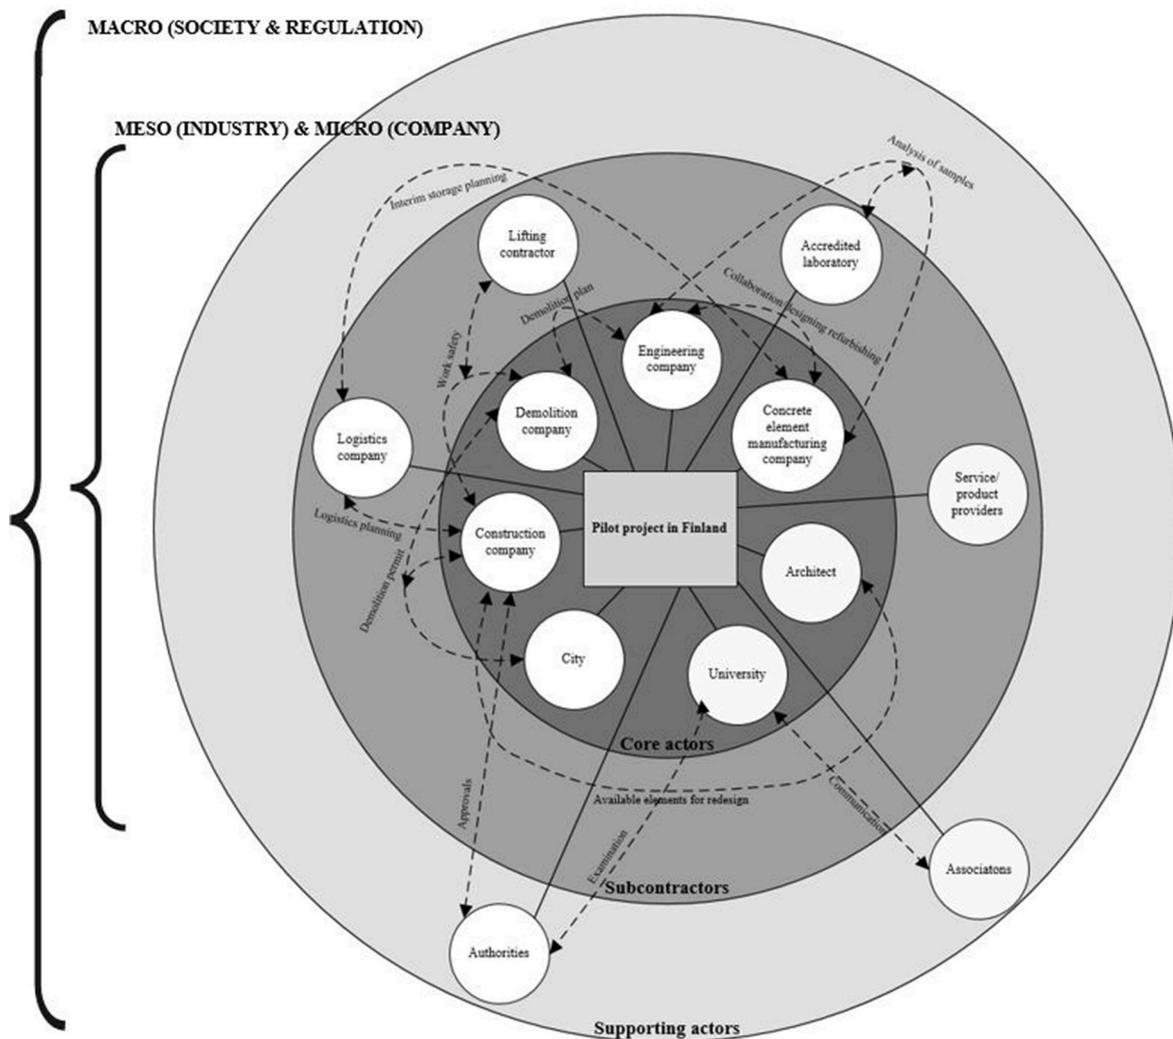 MACRO (SOCIETY & REGULATION)
MESO (INDUSTRY) & MICRO (COMPANY)
Analysis of samples
Interim storage planning
Lifting
contractor
Accredited
laboratory
Demolition plan
Collaboration designing refurbishing
Work safety
Engineering
company
Demolition
company
Concrete
element
manufacturing
company
Logistics
company
Service/
product
providers
Pilot project in Finland
Logistics planning
Construction
company
Architect
Demolition permit
City
University
Core actors
Approvals
Available elements for redesign
Communication
Examination
Subcontractors
Associatons
Authorities
Supporting actors